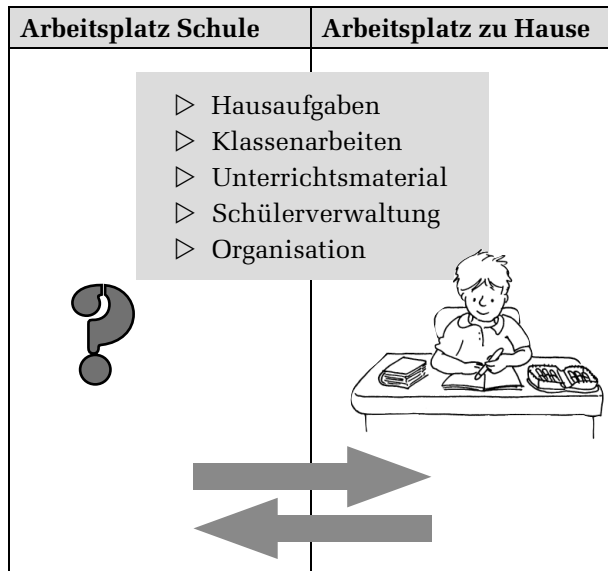 Arbeitsplatz Schule
Arbeitsplatz zu Hause
▷ Hausaufgaben
▷ Klassenarbeiten
▷ Unterrichtsmaterial
▷ Schülerverwaltung
▷ Organisation